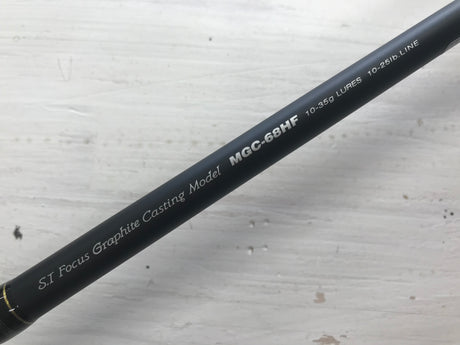 S.T Focus Graphite Casting Model MGC-68HF 10-35g LURES 10-25lb.LINE